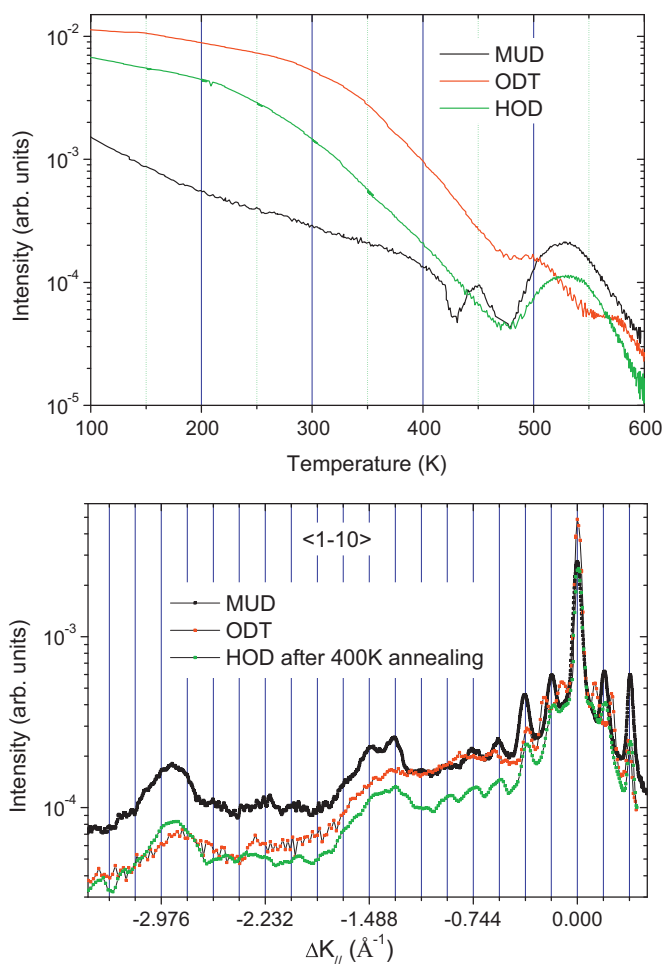 10⁻²
10⁻³
10⁻⁴
10⁻⁵
Intensity (arb. units)
MUD
ODT
HOD
100 200 300 400 500 600
Temperature (K)
<1-10>
MUD
ODT
HOD after 400K annealing
10⁻³
10⁻⁴
Intensity (arb. units)
-2.976 -2.232 -1.488 -0.744 0.000
ΔK// (Å⁻¹)